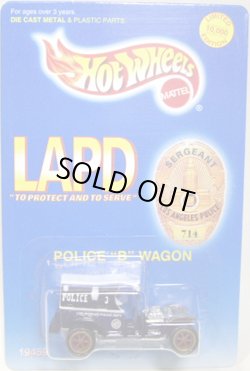 For ages over 3 years.
DIE CAST METAL & PLASTIC PARTS
Hot Wheels
MATTEL
LIMITED
10,000
EDITION
LAPD
"TO PROTECT AND TO SERVE"
SERGEANT
LOS ANGELES POLICE
714
SOLD OUT
POLICE "B" WAGON
POLICE 3